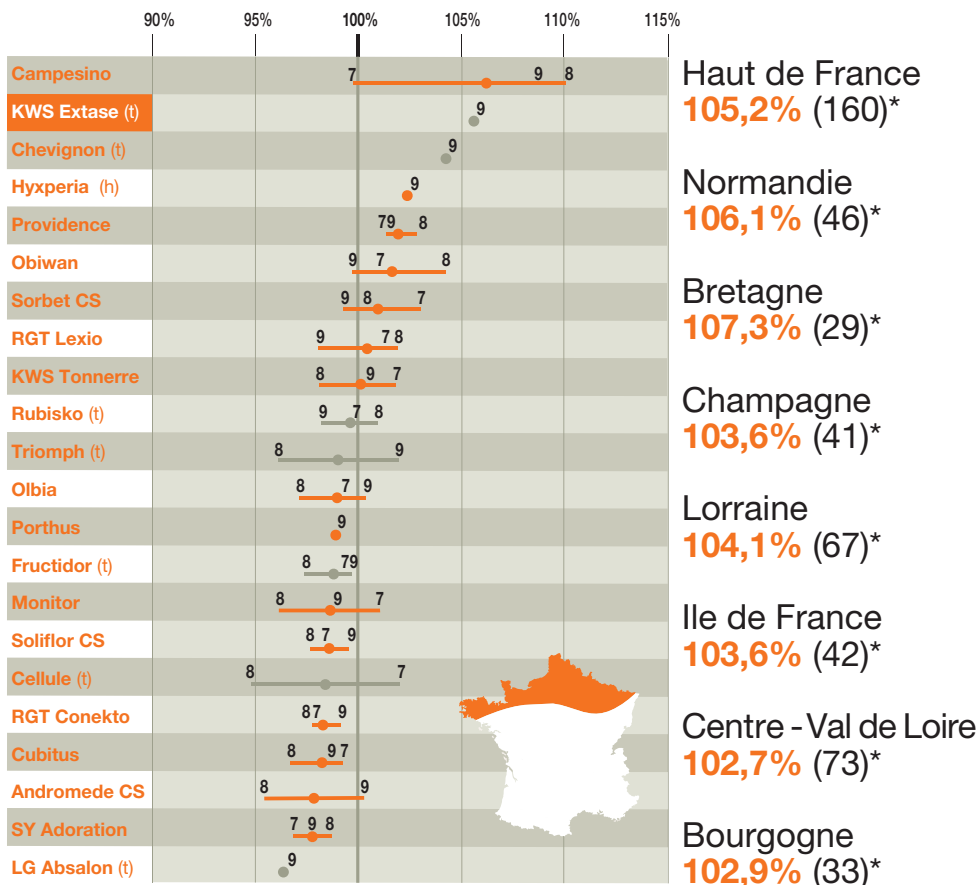 90% 95% 100% 105% 110% 115%
Campesino 7 9 8
KWS Extase (t) 9
Chevignon (t) 9
Hyxperia (h) 9
Providence 79 8
Obiwan 9 7 8
Sorbet CS 9 8 7
RGT Lexio 9 7 8
KWS Tonnerre 8 9 7
Rubisko (t) 9 7 8
Triomph (t) 8 9
Olbia 8 7 9
Porthus 9
Fructidor (t) 8 79
Monitor 8 9 7
Soliflor CS 8 7 9
Cellule (t) 8 7
RGT Conekto 87 9
Cubitus 8 9 7
Andromede CS 8 9
SY Adoration 7 9 8
LG Absalon (t) 9
Haut de France
105,2% (160)*
Normandie
106,1% (46)*
Bretagne
107,3% (29)*
Champagne
103,6% (41)*
Lorraine
104,1% (67)*
Ile de France
103,6% (42)*
Centre - Val de Loire
102,7% (73)*
Bourgogne
102,9% (33)*